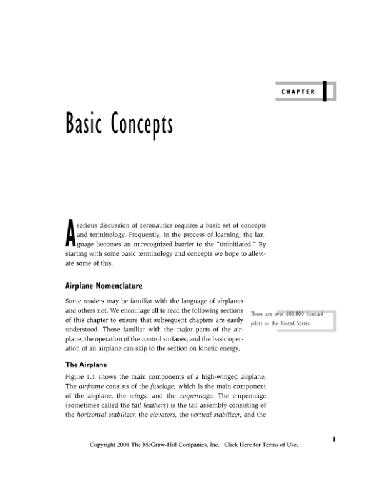 CHAPTER 1
Basic Concepts
A serious discussion of aeronautics requires a basic set of concepts
and terminology. Frequently, in the process of learning, the lan-
guage becomes an unrecognized barrier to the "uninitiated." By
starting with some basic terminology and concepts we hope to allevi-
ate some of this.
Airplane Nomenclature
Some readers may be familiar with the language of airplanes
and others not. We encourage all to read the following sections
of this chapter to ensure that subsequent chapters are easily
understood. Those familiar with the major parts of the air-
plane, the operation of the control surfaces, and the basic oper-
ation of an airplane can skip to the section on kinetic energy.
There are over 600,000 licensed
pilots in the United States.
The Airplane
Figure 1.1 shows the main components of a high-winged airplane.
The airframe consists of the fuselage, which is the main component
of the airplane, the wings, and the empennage. The empennage
(sometimes called the tail feathers) is the tail assembly consisting of
the horizontal stabilizer, the elevators, the vertical stabilizer, and the
1
Copyright 2001 The McGraw-Hill Companies, Inc. Click Here for Terms of Use.